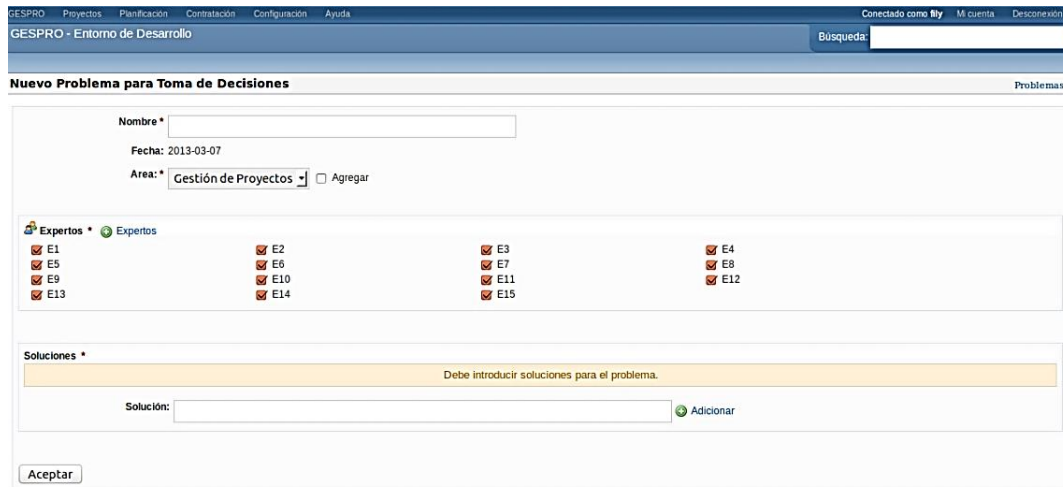 GESPRO Proyectos Planificación Contratación Configuración Ayuda Conectado como fily Mi cuenta Desconexión
GESPRO - Entorno de Desarrollo Búsqueda:
Nuevo Problema para Toma de Decisiones Problemas
Nombre *
Fecha: 2013-03-07
Area: * Gestión de Proyectos Agregar
Expertos * Expertos
E1 E2 E3 E4
E5 E6 E7 E8
E9 E10 E11 E12
E13 E14 E15
Soluciones *
Debe introducir soluciones para el problema.
Solución: Adicionar
Aceptar